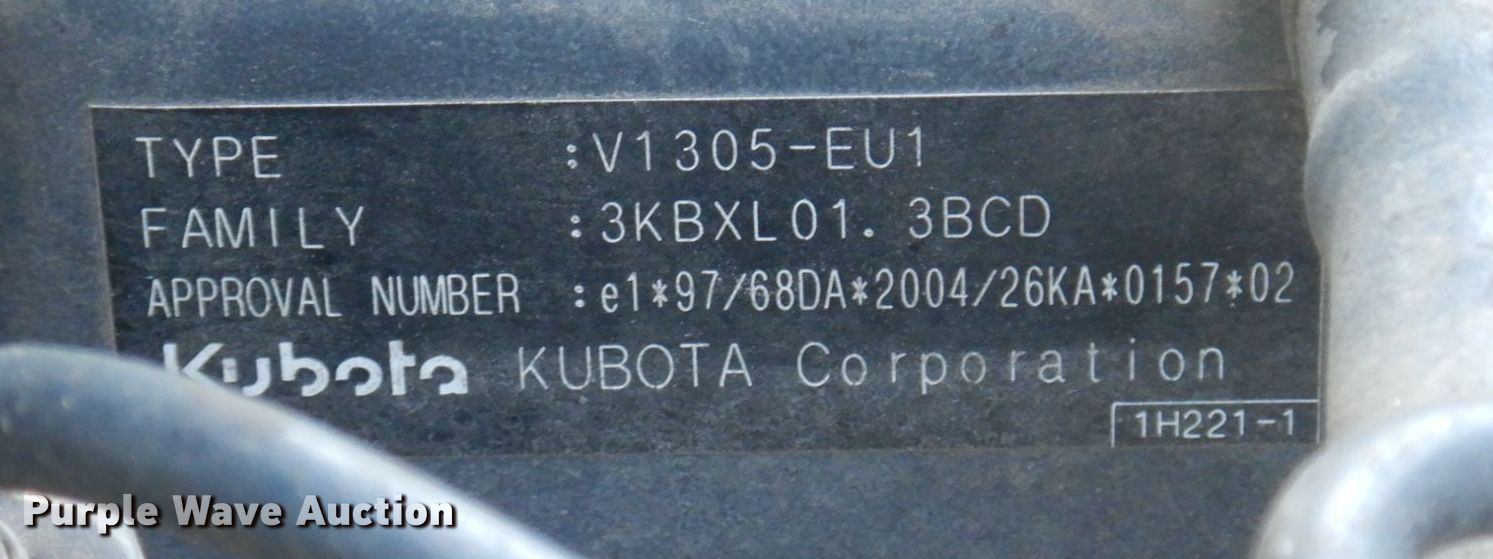 TYPE :V1305-EU1
FAMILY :3KBXL01.3BCD
APPROVAL NUMBER :e1*97/68DA*2004/26KA*0157*02
Kubota KUBOTA Corporation
1H221-1
Purple Wave Auction